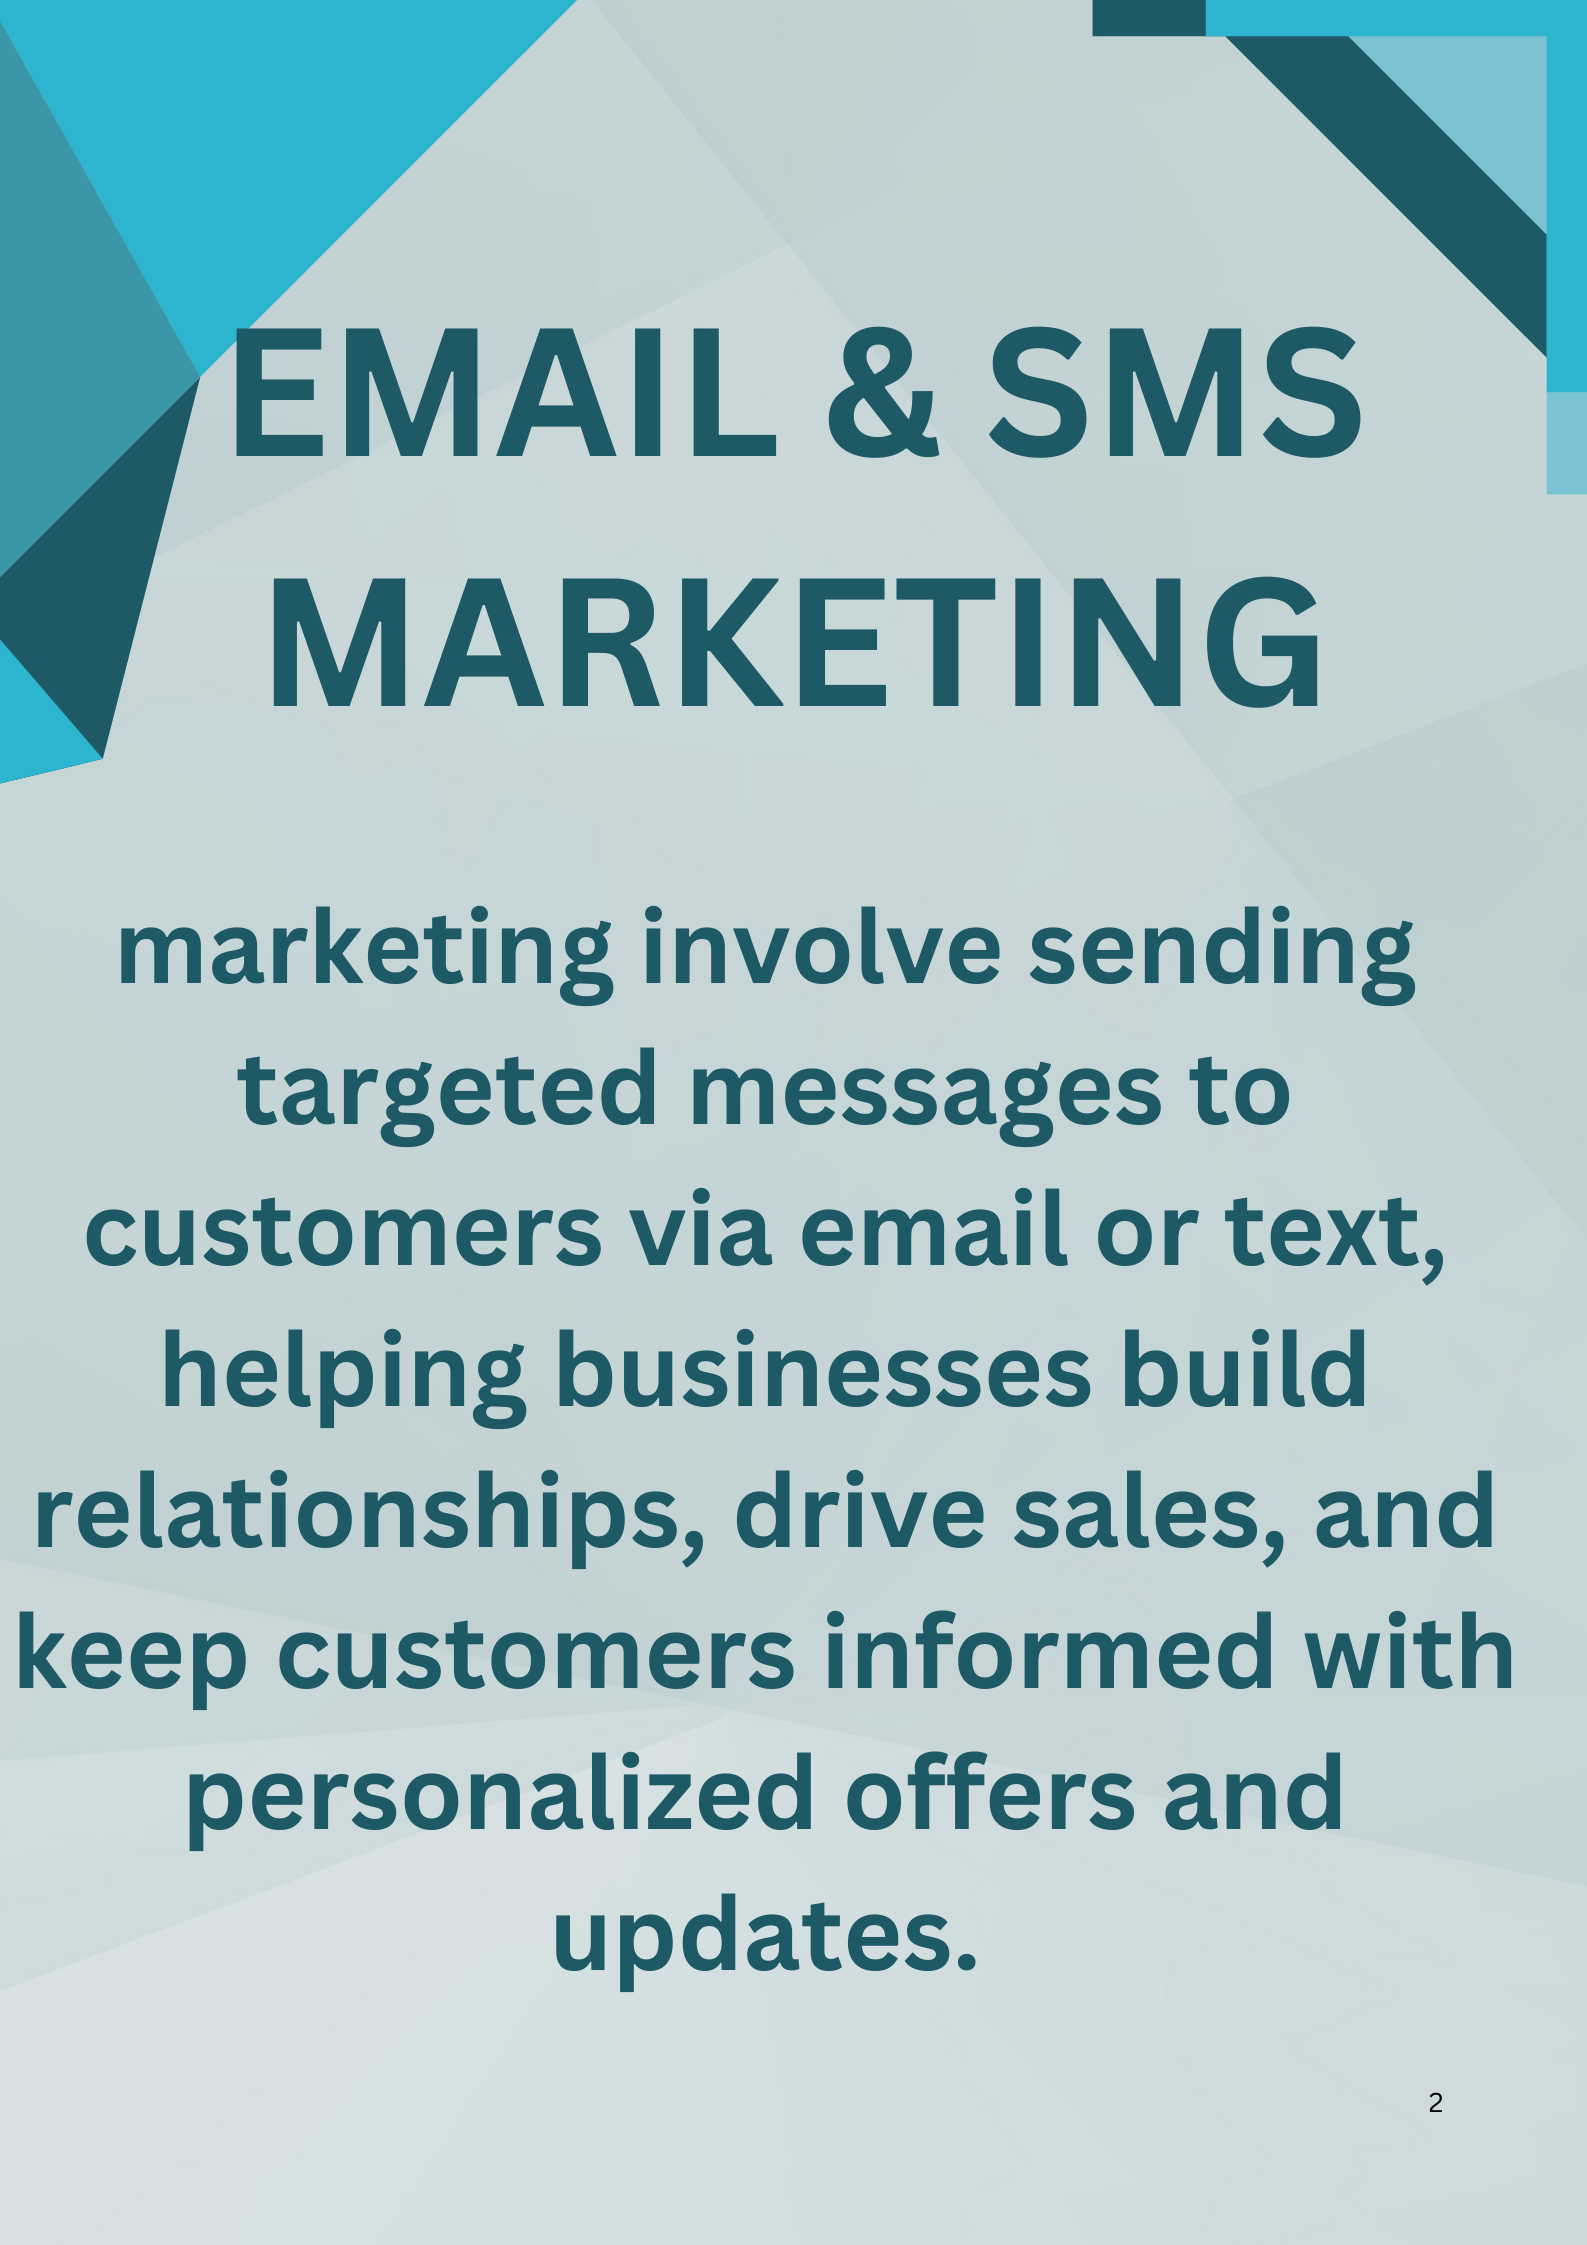 EMAIL & SMS
MARKETING
marketing involve sending
targeted messages to
customers via email or text,
helping businesses build
relationships, drive sales, and
keep customers informed with
personalized offers and
updates.
2